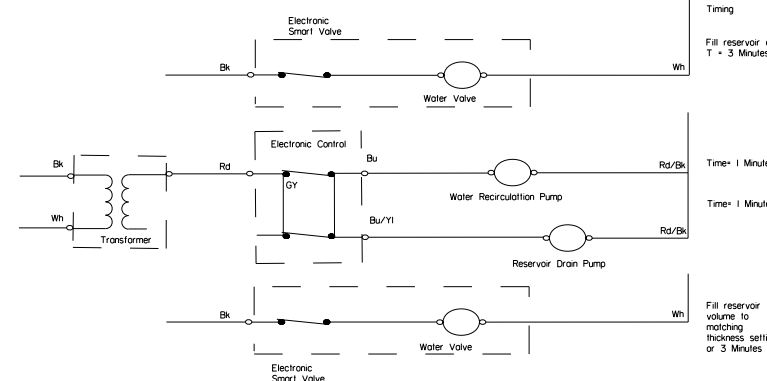 Timing
Electronic
Smart Valve
Fill reservoir
T = 3 Minutes
Bk
Wh
Water Valve
Electronic Control
Bu
Bk
Rd
Rd/Bk
Time= 1 Minute
GY
Water Recirculattion Pump
Time= 1 Minute
Wh
Bu/Yl
Rd/Bk
Transformer
Reservoir Drain Pump
Bk
Wh
Fill reservoir
volume to
matching
thickness
or 3 Minutes
Water Valve
Electronic
Smart Valve